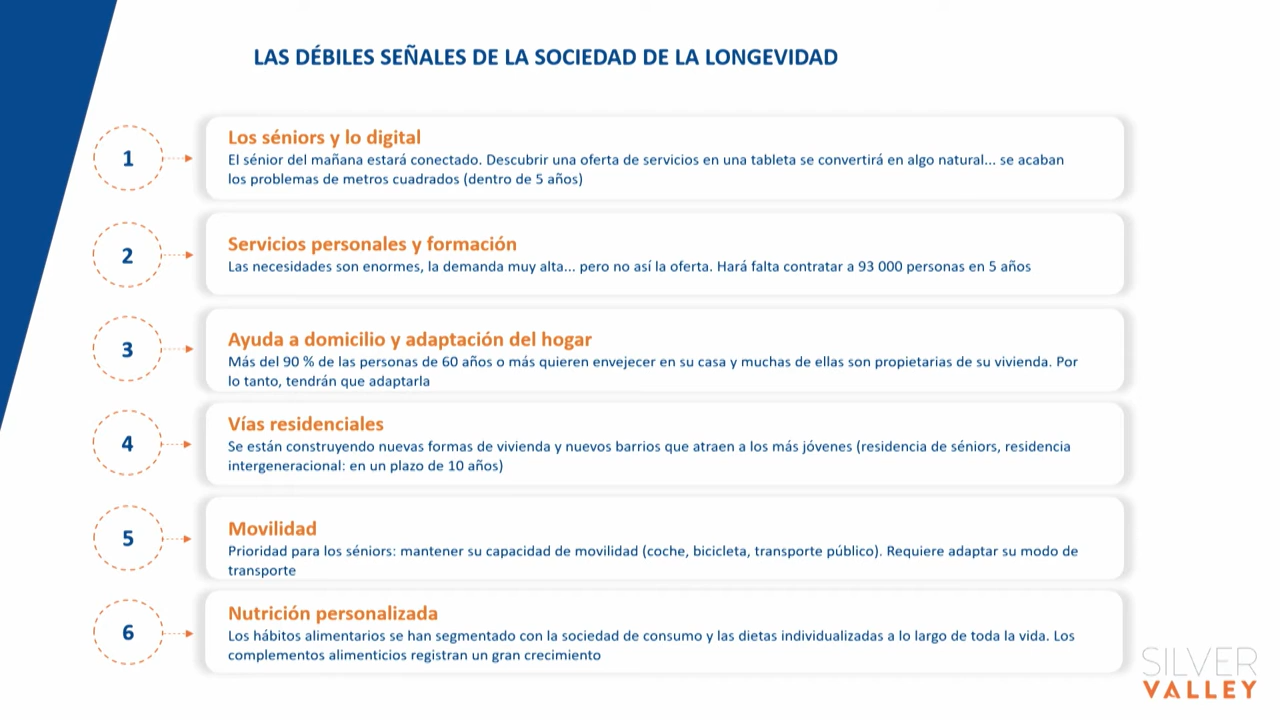 LAS DÉBILES SEÑALES DE LA SOCIEDAD DE LA LONGEVIDAD
1
Los séniors y lo digital
El sénior del mañana estará conectado. Descubrir una oferta de servicios en una tableta se convertirá en algo natural... se acaban
los problemas de metros cuadrados (dentro de 5 años)
2
Servicios personales y formación
Las necesidades son enormes, la demanda muy alta... pero no así la oferta. Hará falta contratar a 93 000 personas en 5 años
3
Ayuda a domicilio y adaptación del hogar
Más del 90 % de las personas de 60 años o más quieren envejecer en su casa y muchas de ellas son propietarias de su vivienda. Por
lo tanto, tendrán que adaptarla
4
Vías residenciales
Se están construyendo nuevas formas de vivienda y nuevos barrios que atraen a los más jóvenes (residencia de séniors, residencia
intergeneracional: en un plazo de 10 años)
5
Movilidad
Prioridad para los séniors: mantener su capacidad de movilidad (coche, bicicleta, transporte público). Requiere adaptar su modo de
transporte
6
Nutrición personalizada
Los hábitos alimentarios se han segmentado con la sociedad de consumo y las dietas individualizadas a lo largo de toda la vida. Los
complementos alimenticios registran un gran crecimiento
SILVER
VALLEY